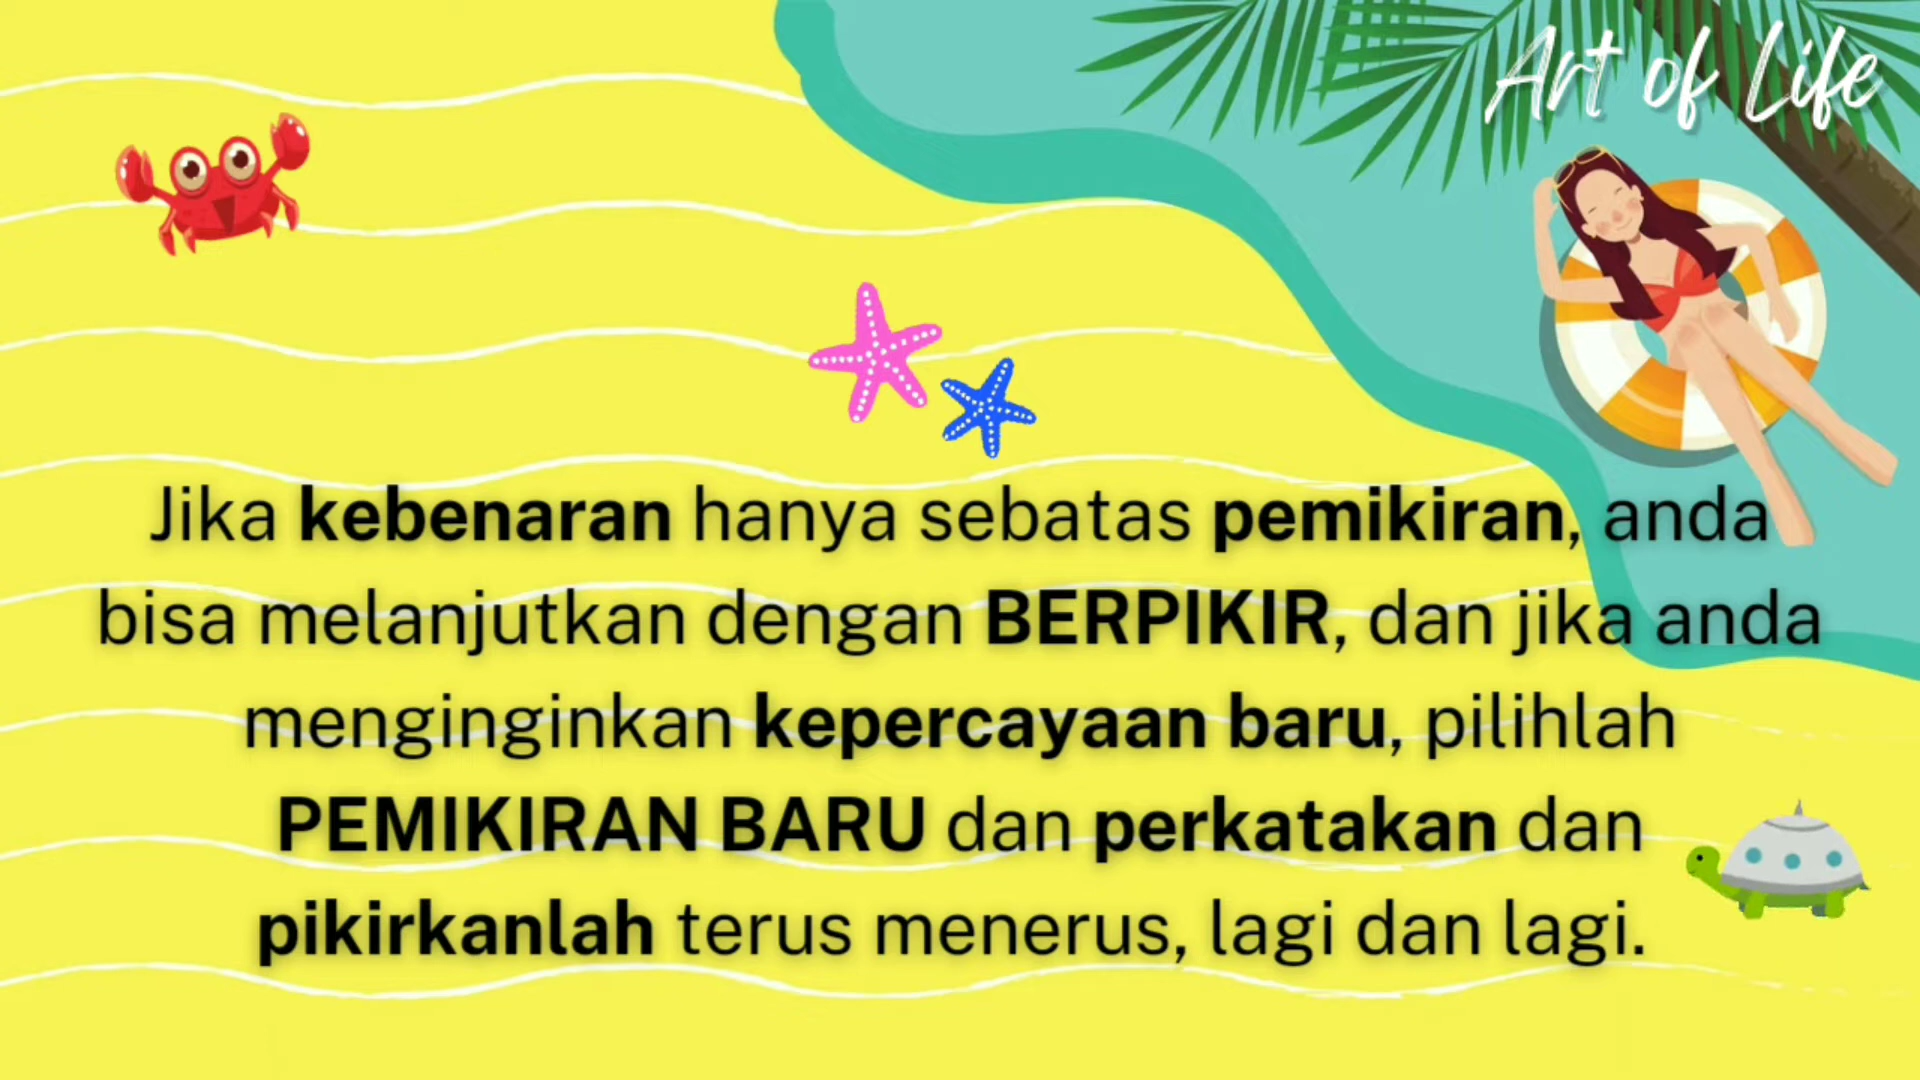 Art of Life
Jika kebenaran hanya sebatas pemikiran, anda
bisa melanjutkan dengan BERPIKIR, dan jika anda
menginginkan kepercayaan baru, pilihlah
PEMIKIRAN BARU dan perkatakan dan
pikirkanlah terus menerus, lagi dan lagi.